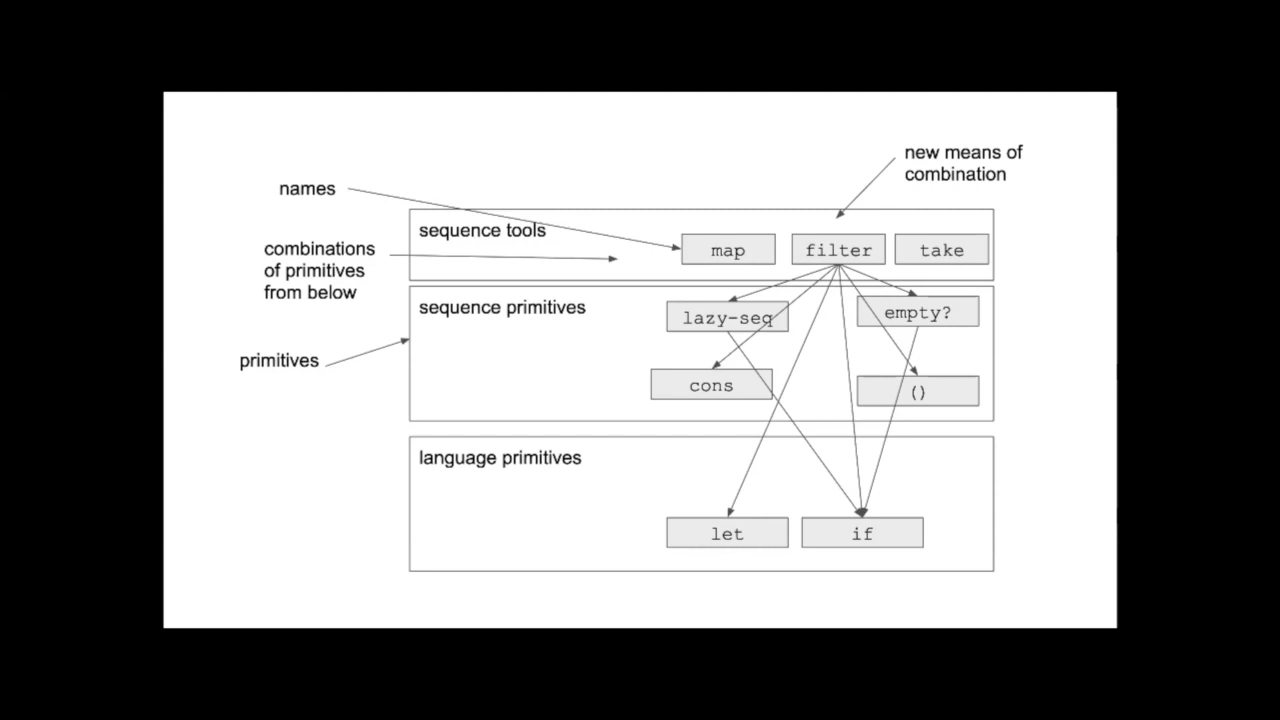 new means of
combination
names
sequence tools
combinations
of primitives
from below
map
filter
take
sequence primitives
lazy-seq
empty?
primitives
cons
()
language primitives
let
if